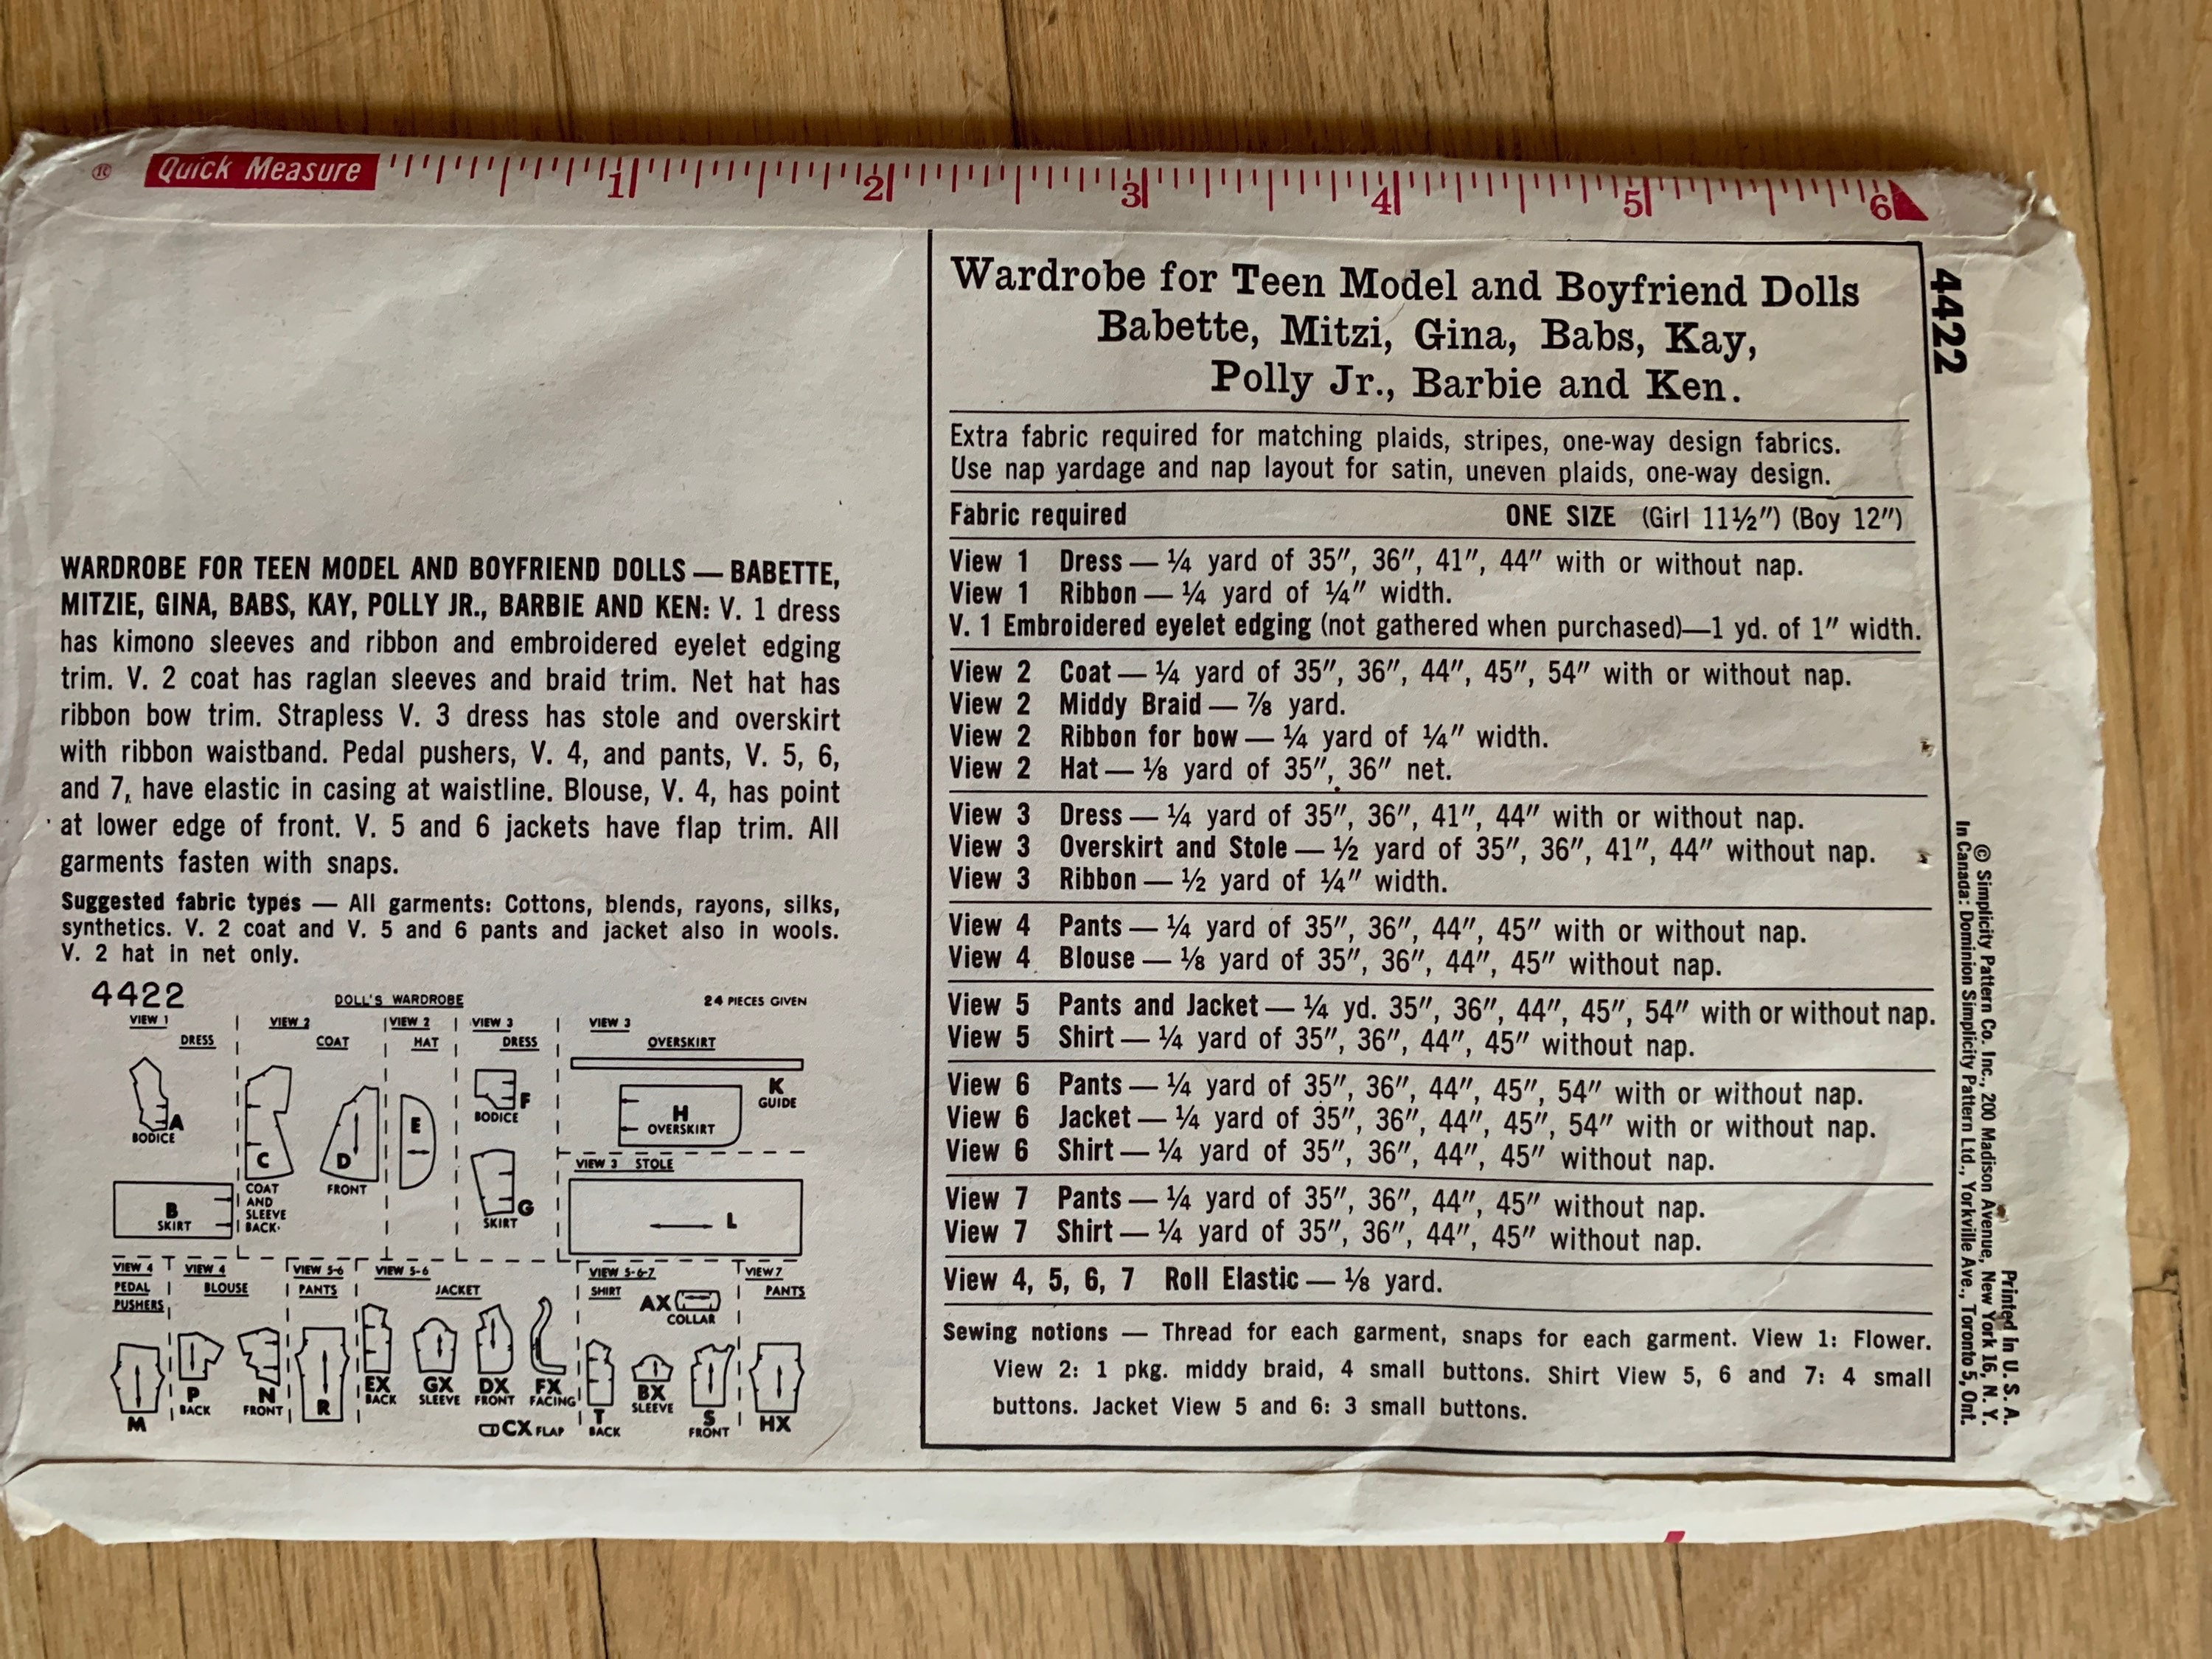 ® Quick Measure 1 2 3 4 5 6
WARDROBE FOR TEEN MODEL AND BOYFRIEND DOLLS — BABETTE,
MITZIE, GINA, BABS, KAY, POLLY JR., BARBIE AND KEN: V. 1 dress
has kimono sleeves and ribbon and embroidered eyelet edging
trim. V. 2 coat has raglan sleeves and braid trim. Net hat has
ribbon bow trim. Strapless V. 3 dress has stole and overskirt
with ribbon waistband. Pedal pushers, V. 4, and pants, V. 5, 6,
and 7, have elastic in casing at waistline. Blouse, V. 4, has point
at lower edge of front. V. 5 and 6 jackets have flap trim. All
garments fasten with snaps.
Suggested fabric types — All garments: Cottons, blends, rayons, silks,
synthetics. V. 2 coat and V. 5 and 6 pants and jacket also in wools.
V. 2 hat in net only.
4422 DOLL'S WARDROBE 24 PIECES GIVEN
VIEW 1 VIEW 2 VIEW 2 VIEW 3 VIEW 3
DRESS COAT HAT DRESS OVERSKIRT
K
GUIDE
A
BODICE
C
COAT
AND
SLEEVE
BACK
D
FRONT
E
F
BODICE
H
OVERSKIRT
B
SKIRT
G
SKIRT
VIEW 3 STOLE
L
VIEW 4 VIEW 4 VIEW 5-6 VIEW 5-6 VIEW 5-6-7 VIEW 7
PEDAL BLOUSE PANTS JACKET SHIRT PANTS
PUSHERS
AX
COLLAR
M
P
BACK
N
FRONT
R
EX
BACK
GX
SLEEVE
DX
FRONT
FX
FACING
CX FLAP
T
BACK
BX
SLEEVE
S
FRONT
HX
Wardrobe for Teen Model and Boyfriend Dolls
Babette, Mitzi, Gina, Babs, Kay,
Polly Jr., Barbie and Ken.
Extra fabric required for matching plaids, stripes, one-way design fabrics.
Use nap yardage and nap layout for satin, uneven plaids, one-way design.
Fabric required ONE SIZE (Girl 11½") (Boy 12")
View 1 Dress — ¼ yard of 35", 36", 41", 44" with or without nap.
View 1 Ribbon — ¼ yard of ¼" width.
V. 1 Embroidered eyelet edging (not gathered when purchased)—1 yd. of 1" width.
View 2 Coat — ¼ yard of 35", 36", 44", 45", 54" with or without nap.
View 2 Middy Braid — ⅞ yard.
View 2 Ribbon for bow — ¼ yard of ¼" width.
View 2 Hat — ⅛ yard of 35", 36" net.
View 3 Dress — ¼ yard of 35", 36", 41", 44" with or without nap.
View 3 Overskirt and Stole — ½ yard of 35", 36", 41", 44" without nap.
View 3 Ribbon — ½ yard of ¼" width.
View 4 Pants — ¼ yard of 35", 36", 44", 45" with or without nap.
View 4 Blouse — ⅛ yard of 35", 36", 44", 45" without nap.
View 5 Pants and Jacket — ¼ yd. 35", 36", 44", 45", 54" with or without nap.
View 5 Shirt — ¼ yard of 35", 36", 44", 45" without nap.
View 6 Pants — ¼ yard of 35", 36", 44", 45", 54" with or without nap.
View 6 Jacket — ¼ yard of 35", 36", 44", 45", 54" with or without nap.
View 6 Shirt — ¼ yard of 35", 36", 44", 45" without nap.
View 7 Pants — ¼ yard of 35", 36", 44", 45" without nap.
View 7 Shirt — ¼ yard of 35", 36", 44", 45" without nap.
View 4, 5, 6, 7 Roll Elastic — ⅛ yard.
Sewing notions — Thread for each garment, snaps for each garment. View 1: Flower.
View 2: 1 pkg. middy braid, 4 small buttons. Shirt View 5, 6 and 7: 4 small
buttons. Jacket View 5 and 6: 3 small buttons.
4422
© Simplicity Pattern Co. Inc., 200 Madison Avenue, New York 16, N. Y.
In Canada: Dominion Simplicity Pattern Ltd., Yorkville Ave., Toronto 5, Ont.
Printed in U. S. A.